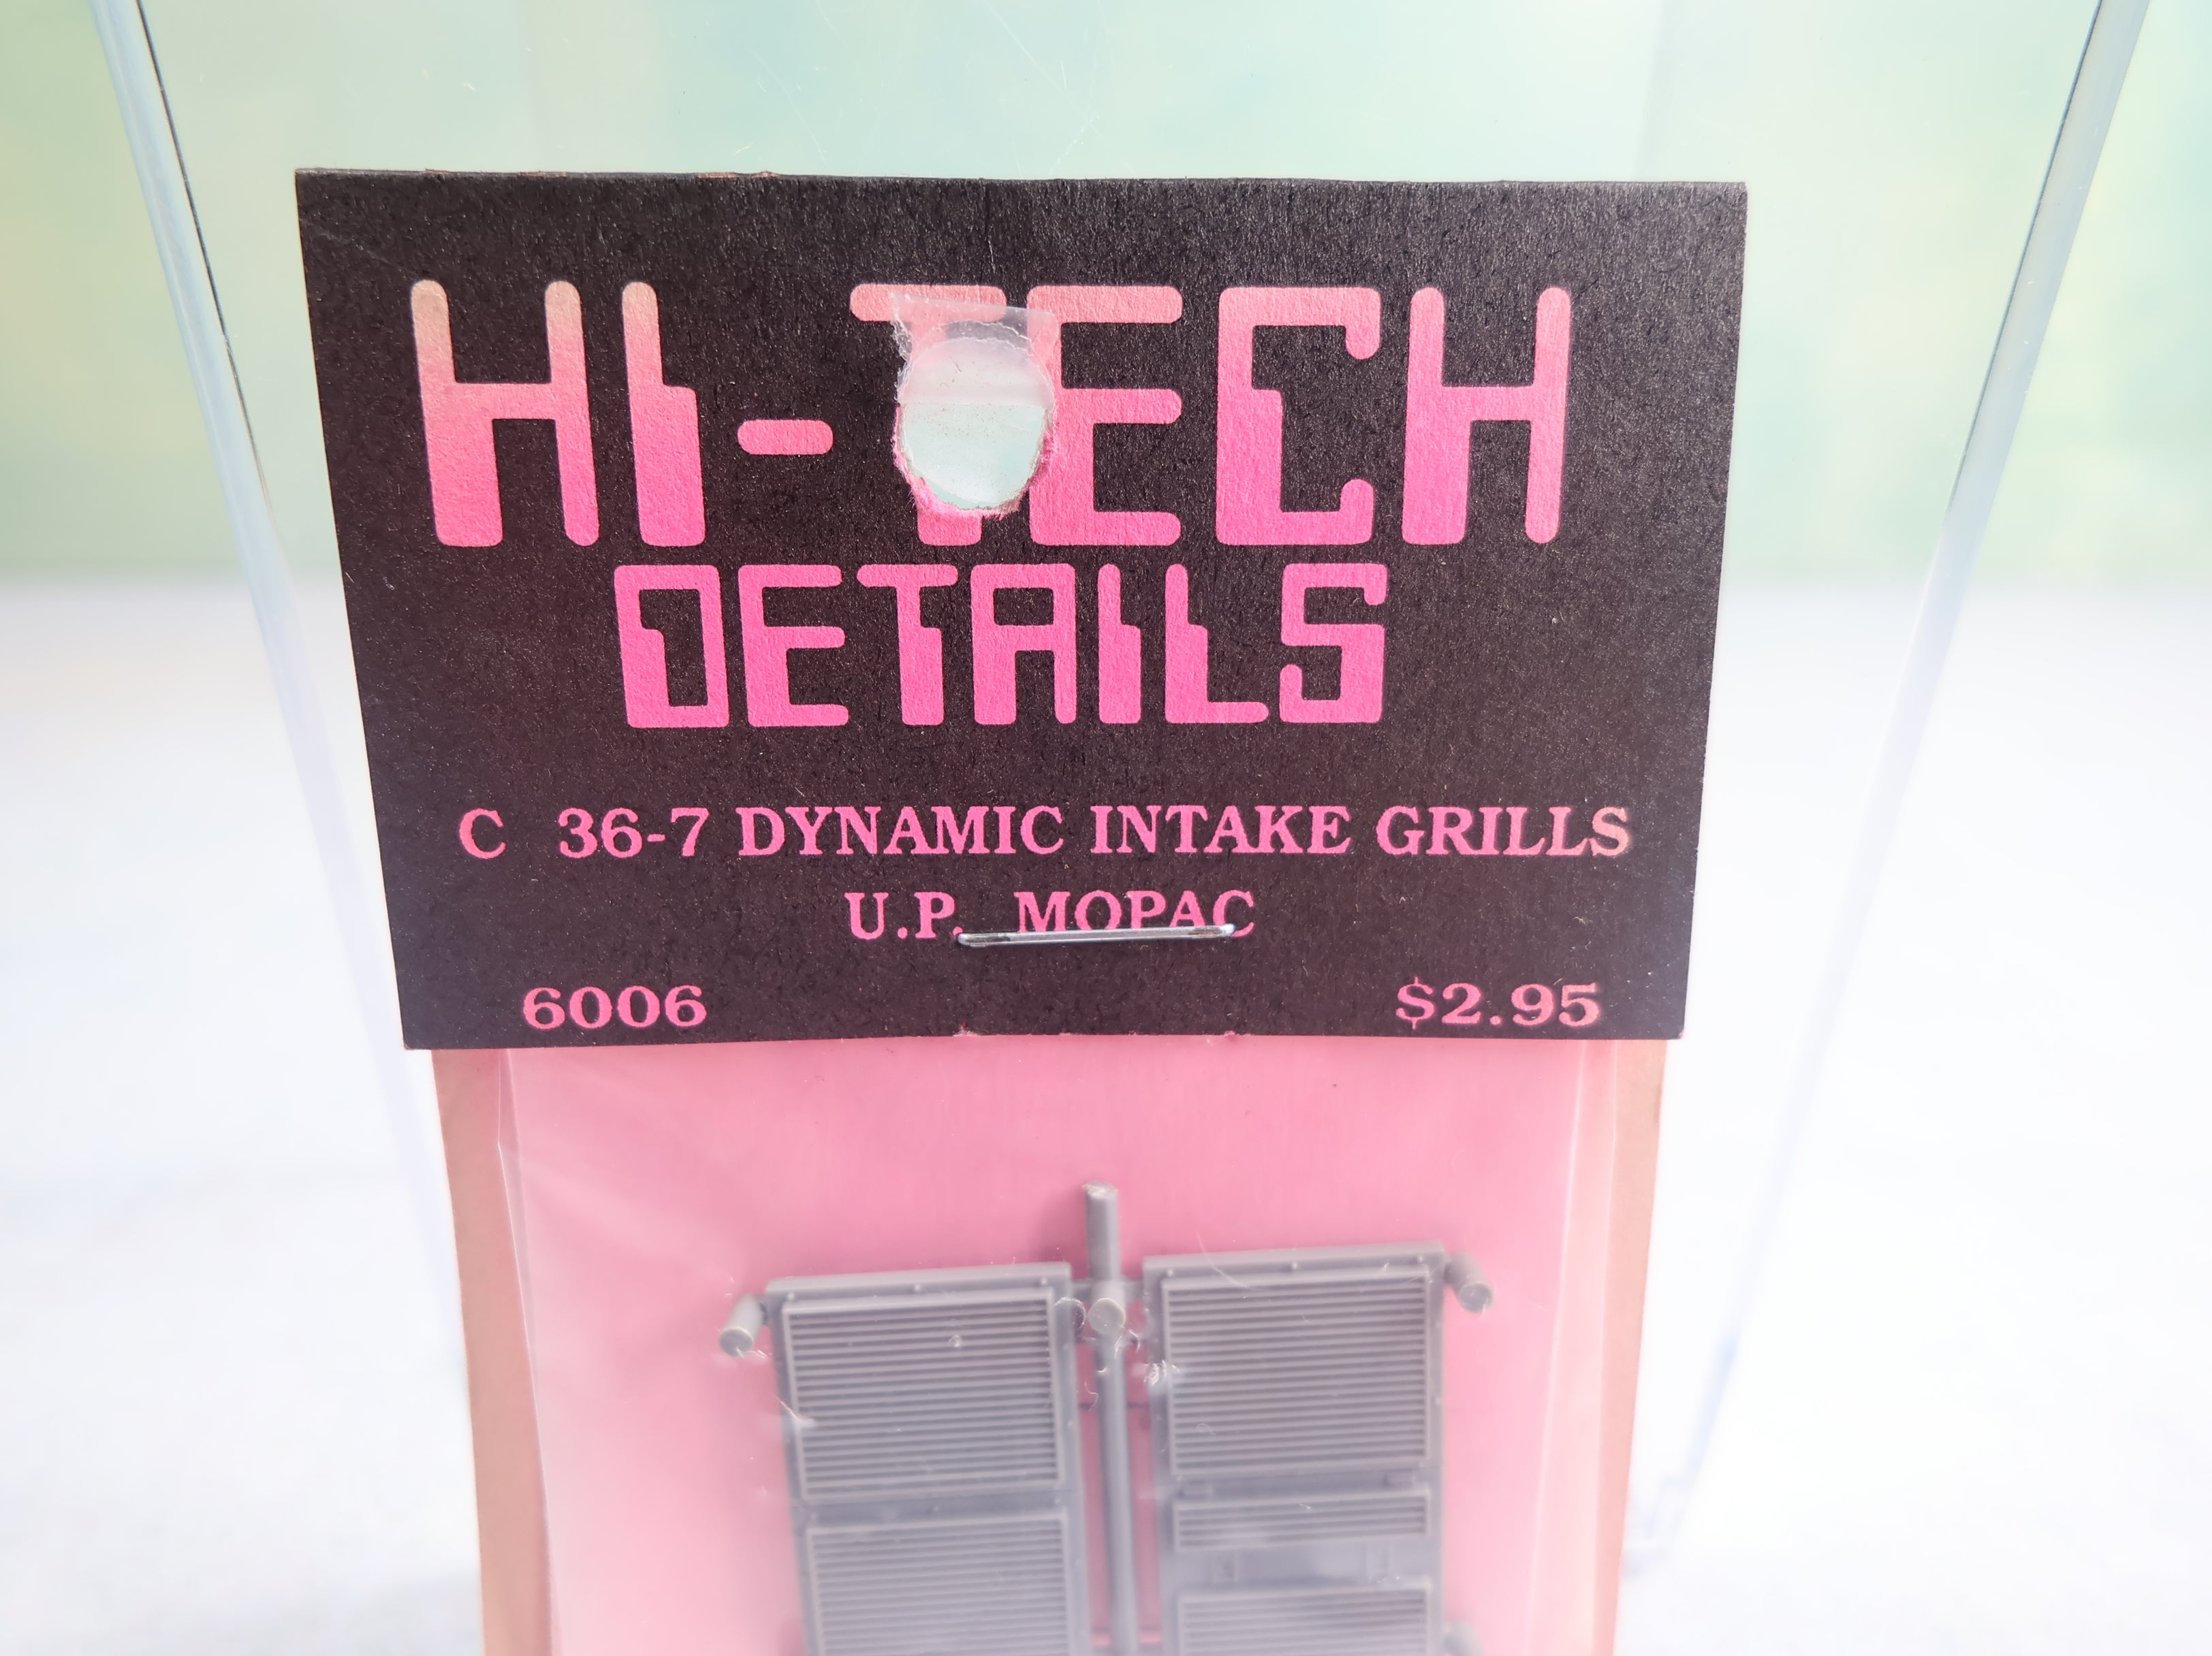 HI-TECH
DETAILS
C 36-7 DYNAMIC INTAKE GRILLS
U.P. MOPAC
6006 $2.95